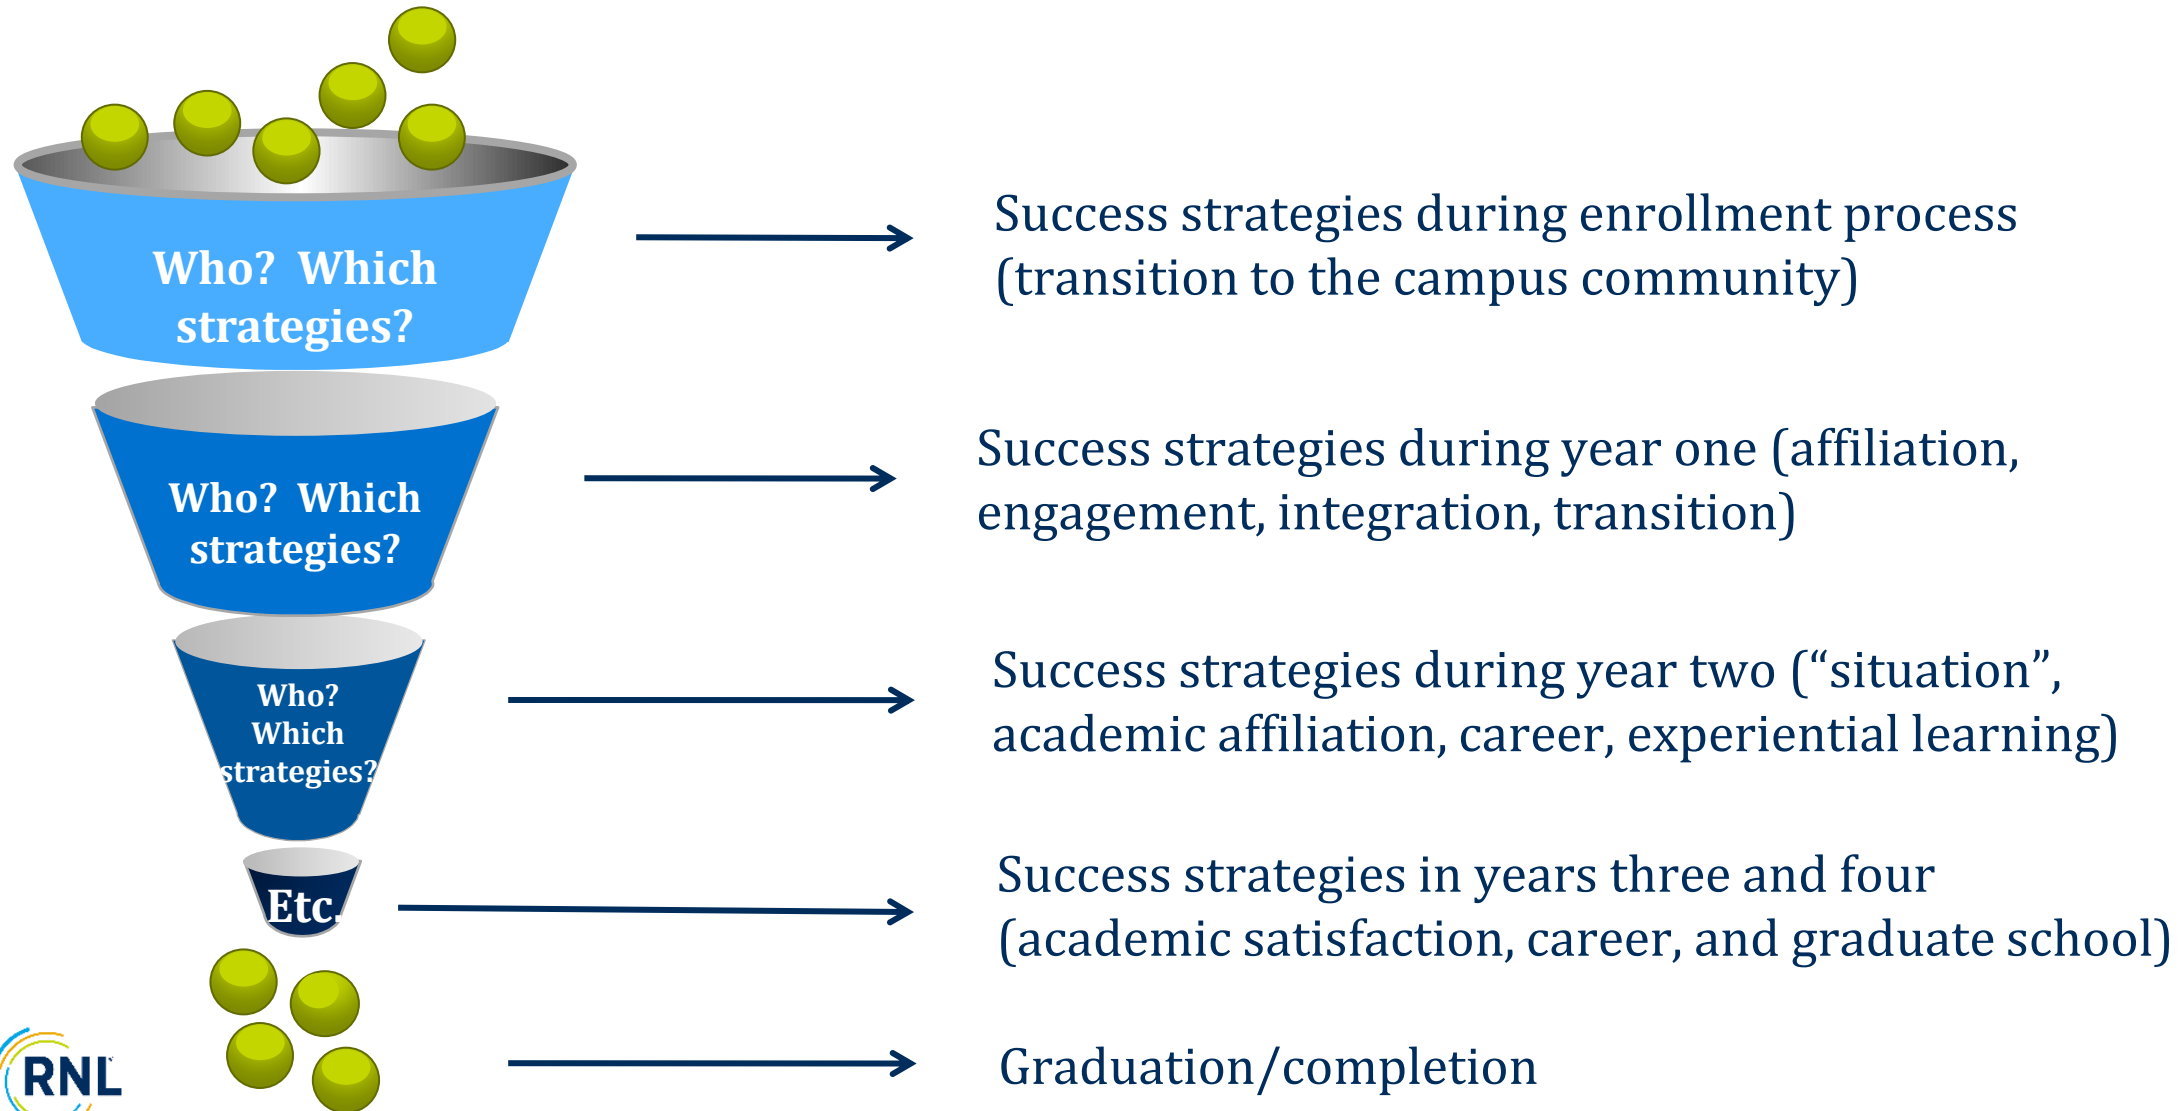 Who? Which
strategies?
Success strategies during enrollment process
(transition to the campus community)
Who? Which
strategies?
Success strategies during year one (affiliation,
engagement, integration, transition)
Who?
Which
strategies?
Success strategies during year two (“situation”,
academic affiliation, career, experiential learning)
Etc.
Success strategies in years three and four
(academic satisfaction, career, and graduate school)
Graduation/completion
RNL